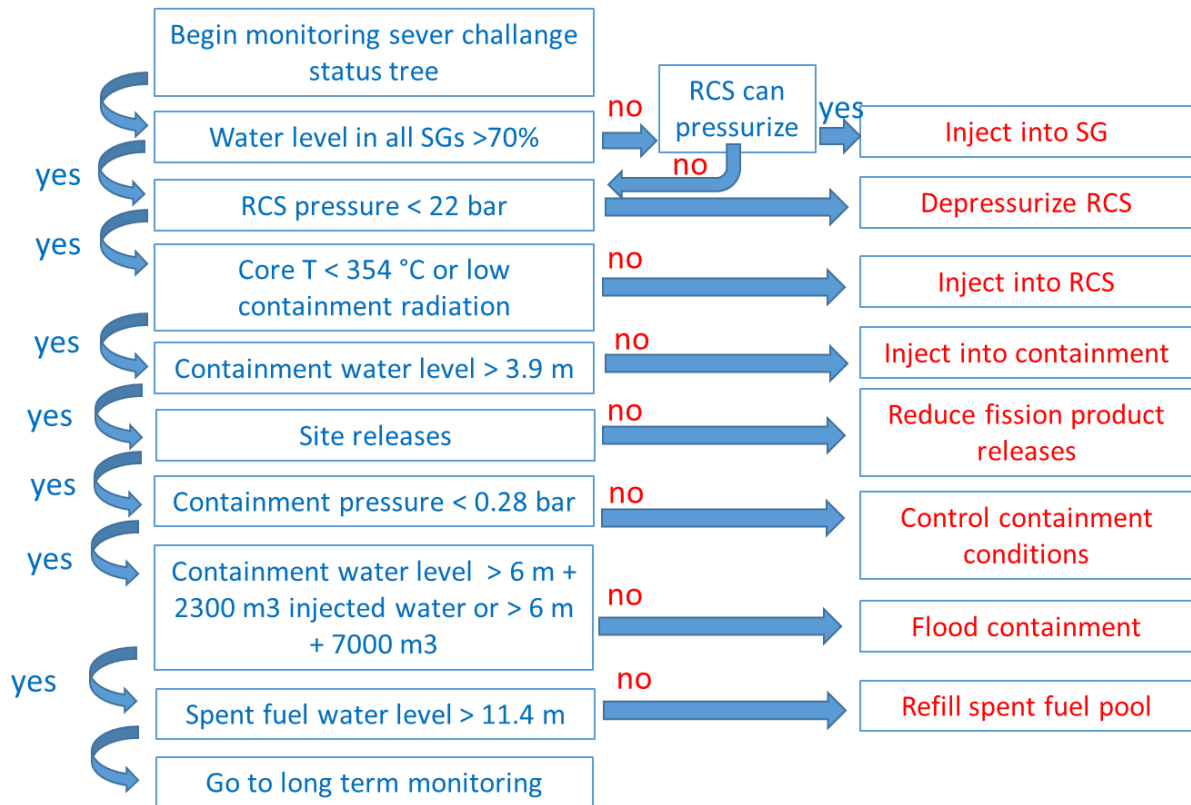 Begin monitoring sever challange
status tree
no
RCS can
pressurize
yes
Water level in all SGs >70%
Inject into SG
yes
no
RCS pressure < 22 bar
Depressurize RCS
yes
no
Core T < 354 °C or low
containment radiation
Inject into RCS
yes
no
Containment water level > 3.9 m
Inject into containment
yes
no
Site releases
Reduce fission product
releases
yes
no
Containment pressure < 0.28 bar
Control containment
conditions
yes
no
Containment water level > 6 m +
2300 m3 injected water or > 6 m
+ 7000 m3
Flood containment
yes
no
Spent fuel water level > 11.4 m
Refill spent fuel pool
Go to long term monitoring